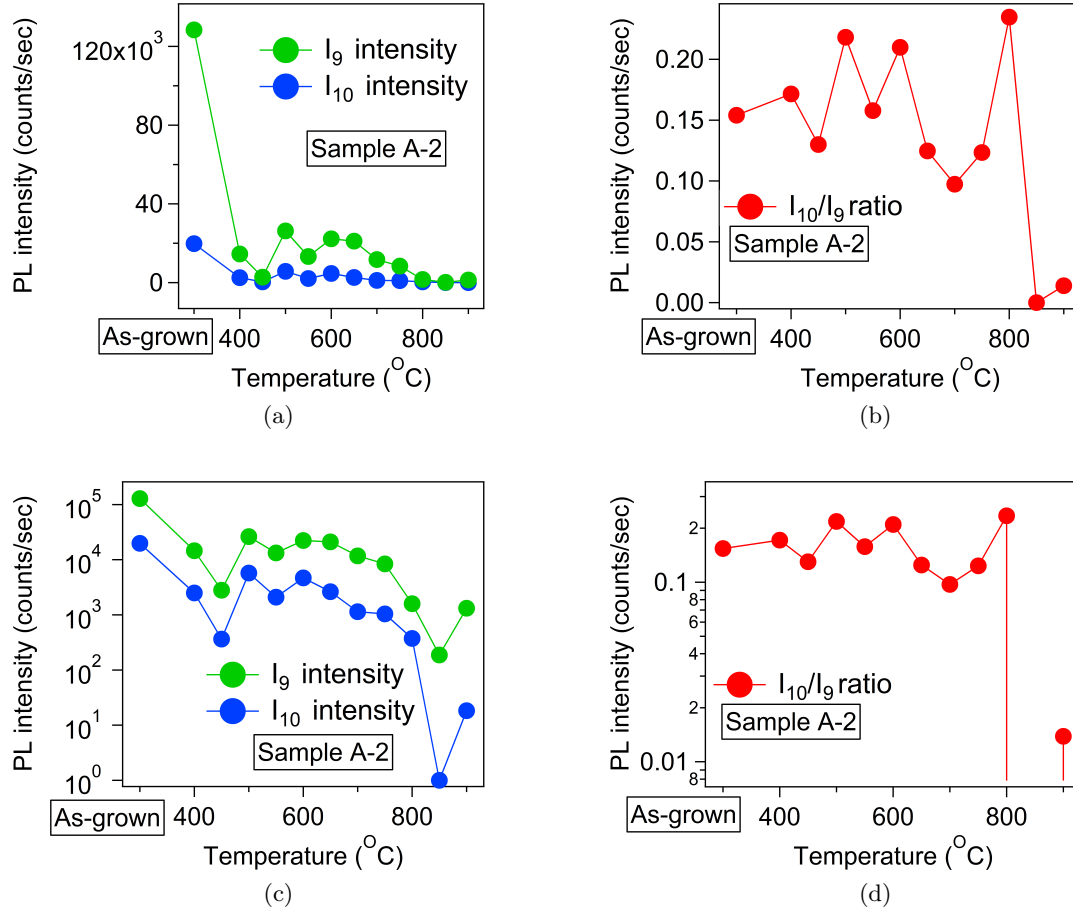 PL intensity (counts/sec)
120x10³
80
40
0
I₉ intensity
I₁₀ intensity
Sample A-2
As-grown
400
600
800
Temperature (°C)
(a)
PL intensity (counts/sec)
0.20
0.15
0.10
0.05
0.00
I₁₀/I₉ ratio
Sample A-2
As-grown
400
600
800
Temperature (°C)
(b)
PL intensity (counts/sec)
10⁵
10⁴
10³
10²
10¹
10⁰
I₉ intensity
I₁₀ intensity
Sample A-2
As-grown
400
600
800
Temperature (°C)
(c)
PL intensity (counts/sec)
2
0.1
8
6
4
2
0.01
8
I₁₀/I₉ ratio
Sample A-2
As-grown
400
600
800
Temperature (°C)
(d)